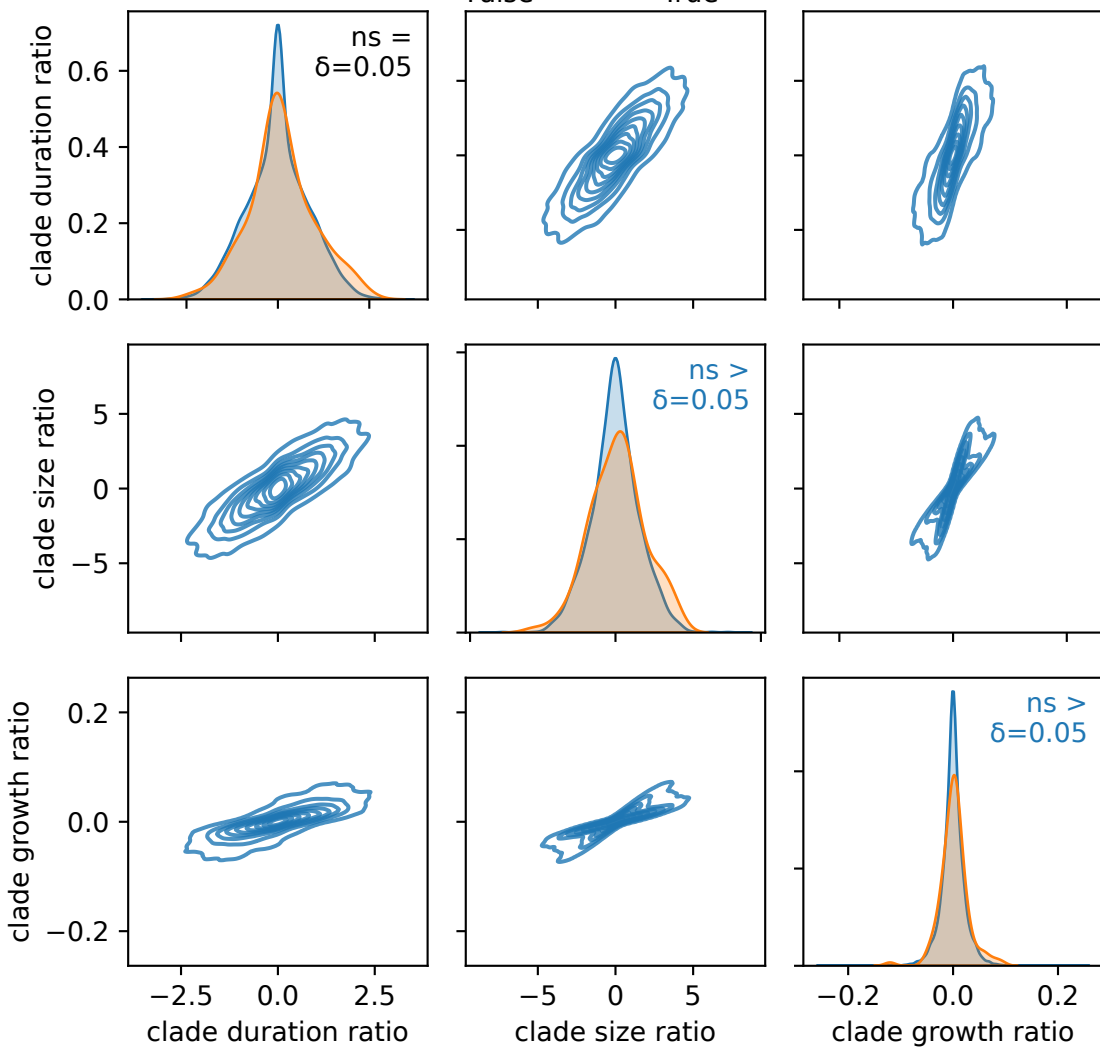 clade duration ratio
0.6
0.4
0.2
0.0
ns =
δ=0.05
clade size ratio
5
0
−5
ns >
δ=0.05
clade growth ratio
0.2
0.0
−0.2
ns >
δ=0.05
−2.5 0.0 2.5
−5 0 5
−0.2 0.0 0.2
clade duration ratio
clade size ratio
clade growth ratio